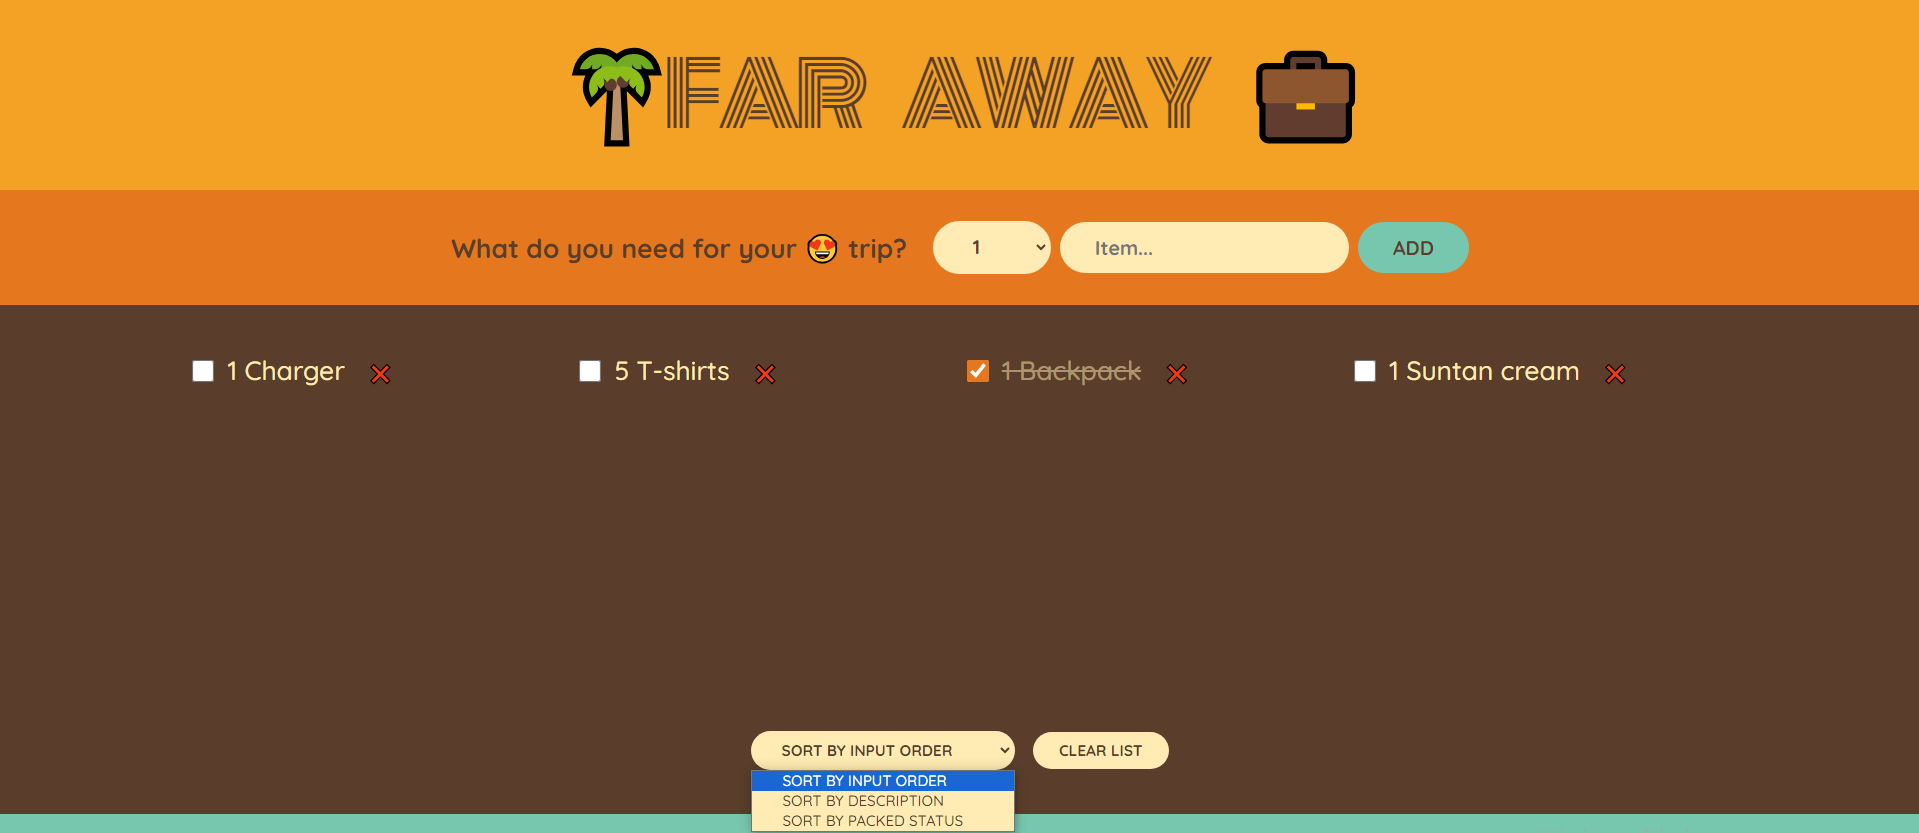 FAR AWAY
What do you need for your 😍 trip? 1 Item... ADD
1 Charger ❌ 5 T-shirts ❌ 1 Backpack ❌ 1 Suntan cream ❌
SORT BY INPUT ORDER CLEAR LIST
SORT BY INPUT ORDER
SORT BY DESCRIPTION
SORT BY PACKED STATUS